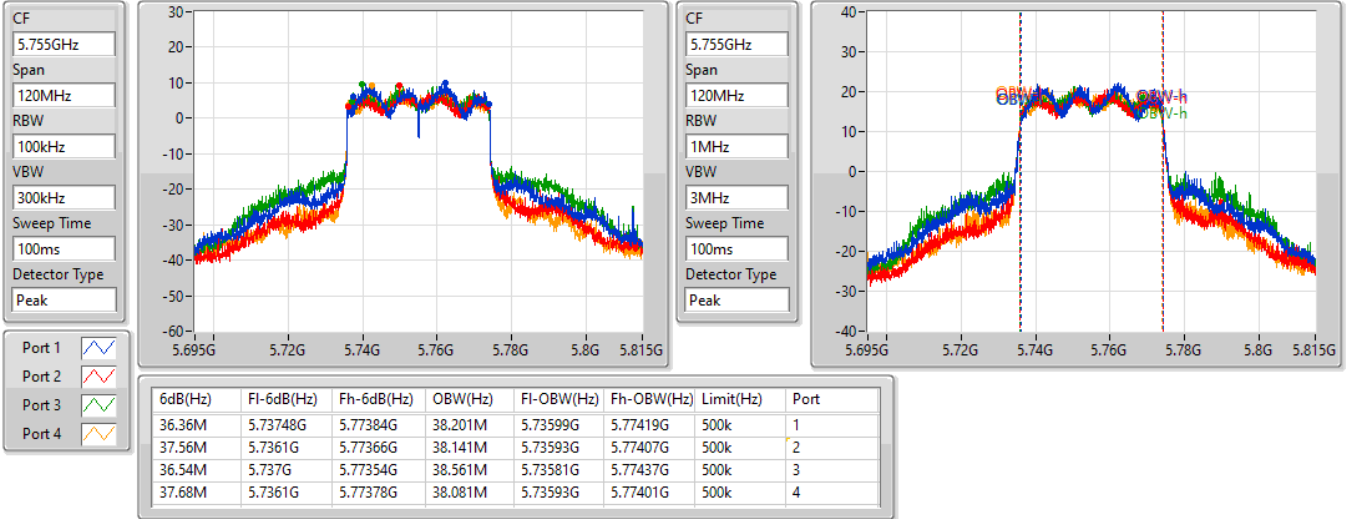 CF
5.755GHz
Span
120MHz
RBW
100kHz
VBW
300kHz
Sweep Time
100ms
Detector Type
Peak
30
20
10
0
-10
-20
-30
-40
-50
-60
5.695G 5.72G 5.74G 5.76G 5.78G 5.8G 5.815G
CF
5.755GHz
Span
120MHz
RBW
1MHz
VBW
3MHz
Sweep Time
100ms
Detector Type
Peak
40
30
20
10
0
-10
-20
-30
-40
OBW-h
OBW-h
5.695G 5.72G 5.74G 5.76G 5.78G 5.8G 5.815G
Port 1
Port 2
Port 3
Port 4
6dB(Hz) Fl-6dB(Hz) Fh-6dB(Hz) OBW(Hz) Fl-OBW(Hz) Fh-OBW(Hz) Limit(Hz) Port
36.36M 5.73748G 5.77384G 38.201M 5.73599G 5.77419G 500k 1
37.56M 5.7361G 5.77366G 38.141M 5.73593G 5.77407G 500k 2
36.54M 5.737G 5.77354G 38.561M 5.73581G 5.77437G 500k 3
37.68M 5.7361G 5.77378G 38.081M 5.73593G 5.77401G 500k 4